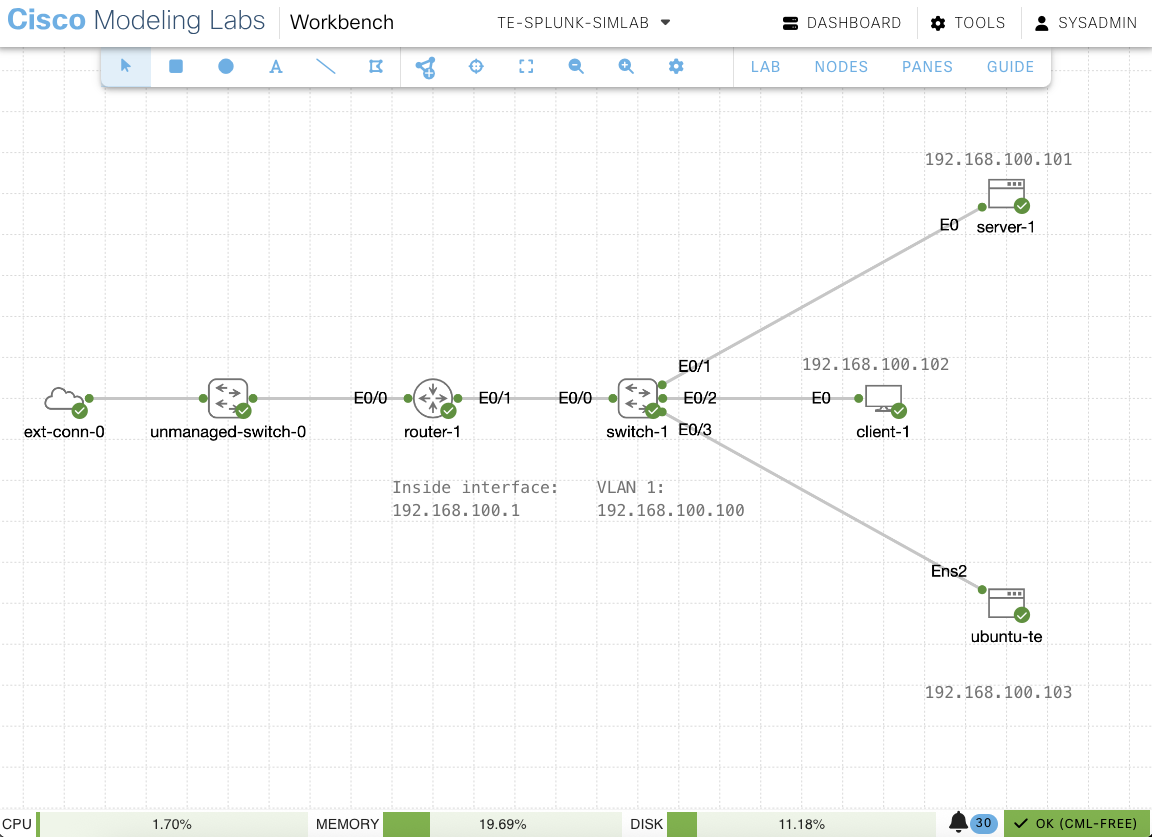 Cisco Modeling Labs Workbench TE-SPLUNK-SIMLAB DASHBOARD TOOLS SYSADMIN
A LAB NODES PANES GUIDE
192.168.100.101
E0 server-1
E0/1 192.168.100.102
E0/0 E0/1 E0/0 E0/2 E0
ext-conn-0 unmanaged-switch-0 router-1 switch-1 E0/3 client-1
Inside interface: VLAN 1:
192.168.100.1 192.168.100.100
Ens2
ubuntu-te
192.168.100.103
CPU 1.70% MEMORY 19.69% DISK 11.18% 30 OK (CML-FREE)